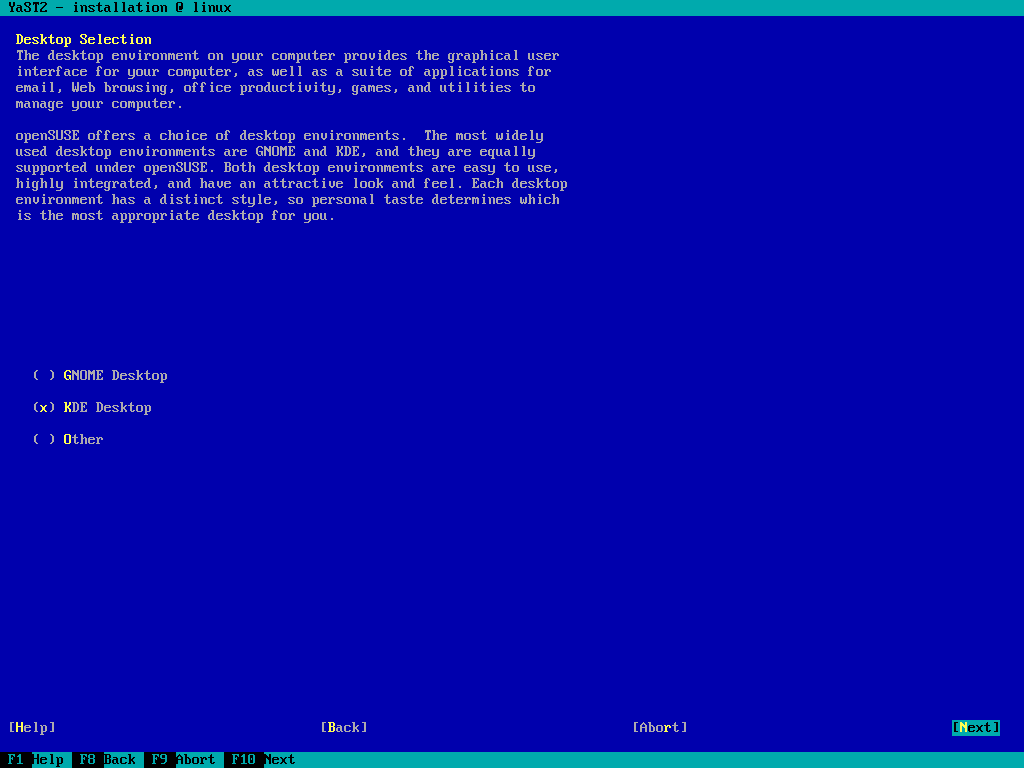 YaST2 - installation @ linux
Desktop Selection
The desktop environment on your computer provides the graphical user
interface for your computer, as well as a suite of applications for
email, Web browsing, office productivity, games, and utilities to
manage your computer.
openSUSE offers a choice of desktop environments.  The most widely
used desktop environments are GNOME and KDE, and they are equally
supported under openSUSE. Both desktop environments are easy to use,
highly integrated, and have an attractive look and feel. Each desktop
environment has a distinct style, so personal taste determines which
is the most appropriate desktop for you.
( ) GNOME Desktop
(x) KDE Desktop
( ) Other
[Help] [Back] [Abort] [Next]
F1 Help F8 Back F9 Abort F10 Next